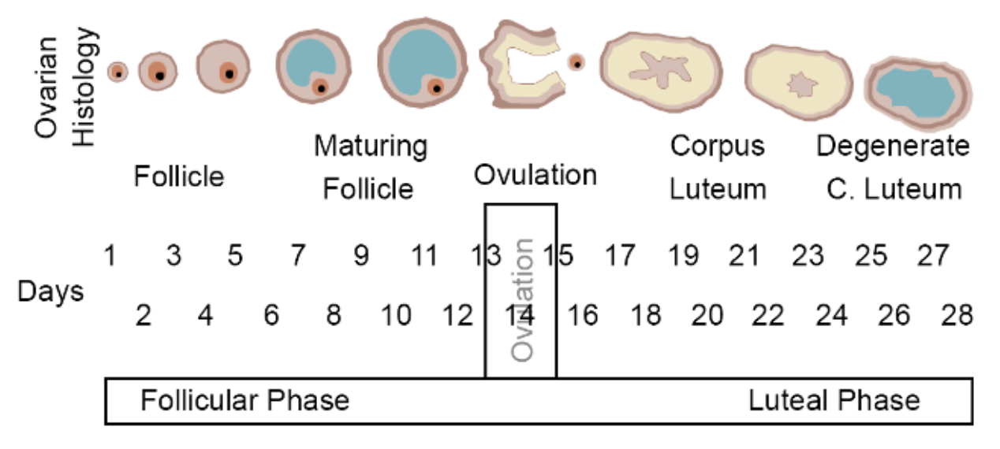 Ovarian
Histology
Follicle
Maturing
Follicle
Ovulation
Corpus
Luteum
Degenerate
C. Luteum
Ovulation
1 3 5 7 9 11 13 15 17 19 21 23 25 27
Days
2 4 6 8 10 12 14 16 18 20 22 24 26 28
Follicular Phase
Luteal Phase